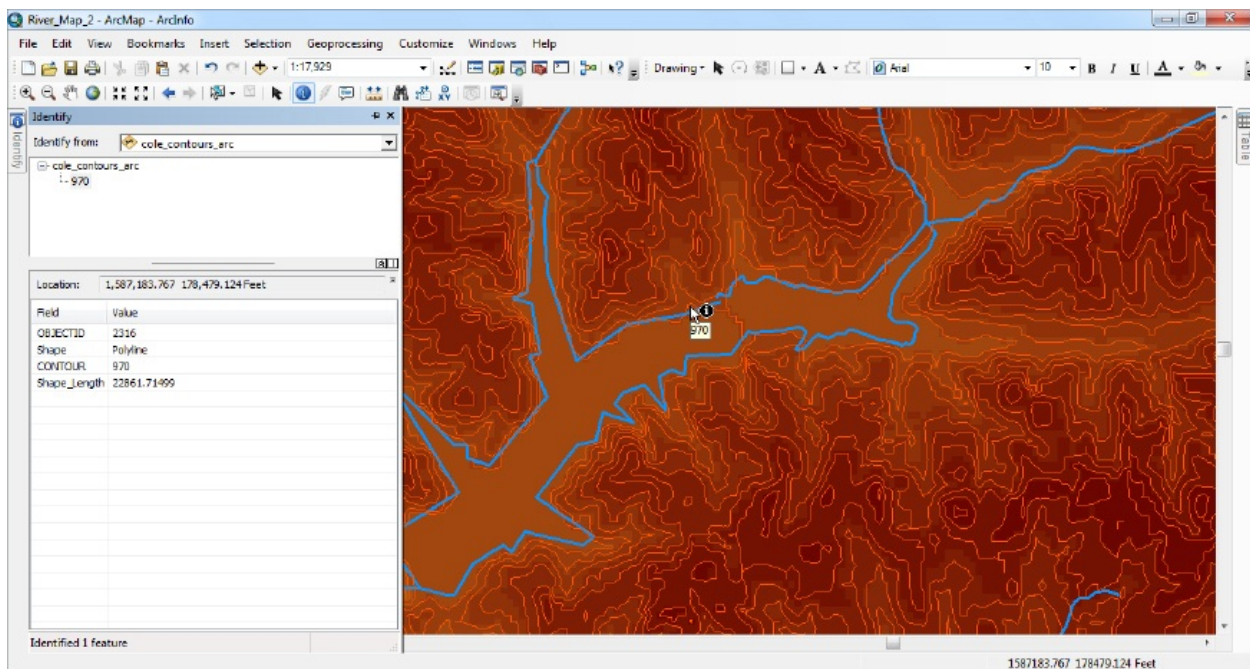 River_Map_2 - ArcMap - ArcInfo
File Edit View Bookmarks Insert Selection Geoprocessing Customize Windows Help
1:17,929 Drawing A Arial 10 B I U A
Identify
Identify from: cole_contours_arc
Identify
Table
cole_contours_arc
970
Location: 1,587,183.767 178,479.124 Feet
Field Value
OBJECTID 2316
Shape Polyline
CONTOUR 970
Shape_Length 22861.71499
970
Identified 1 feature
1587183.767 178479.124 Feet